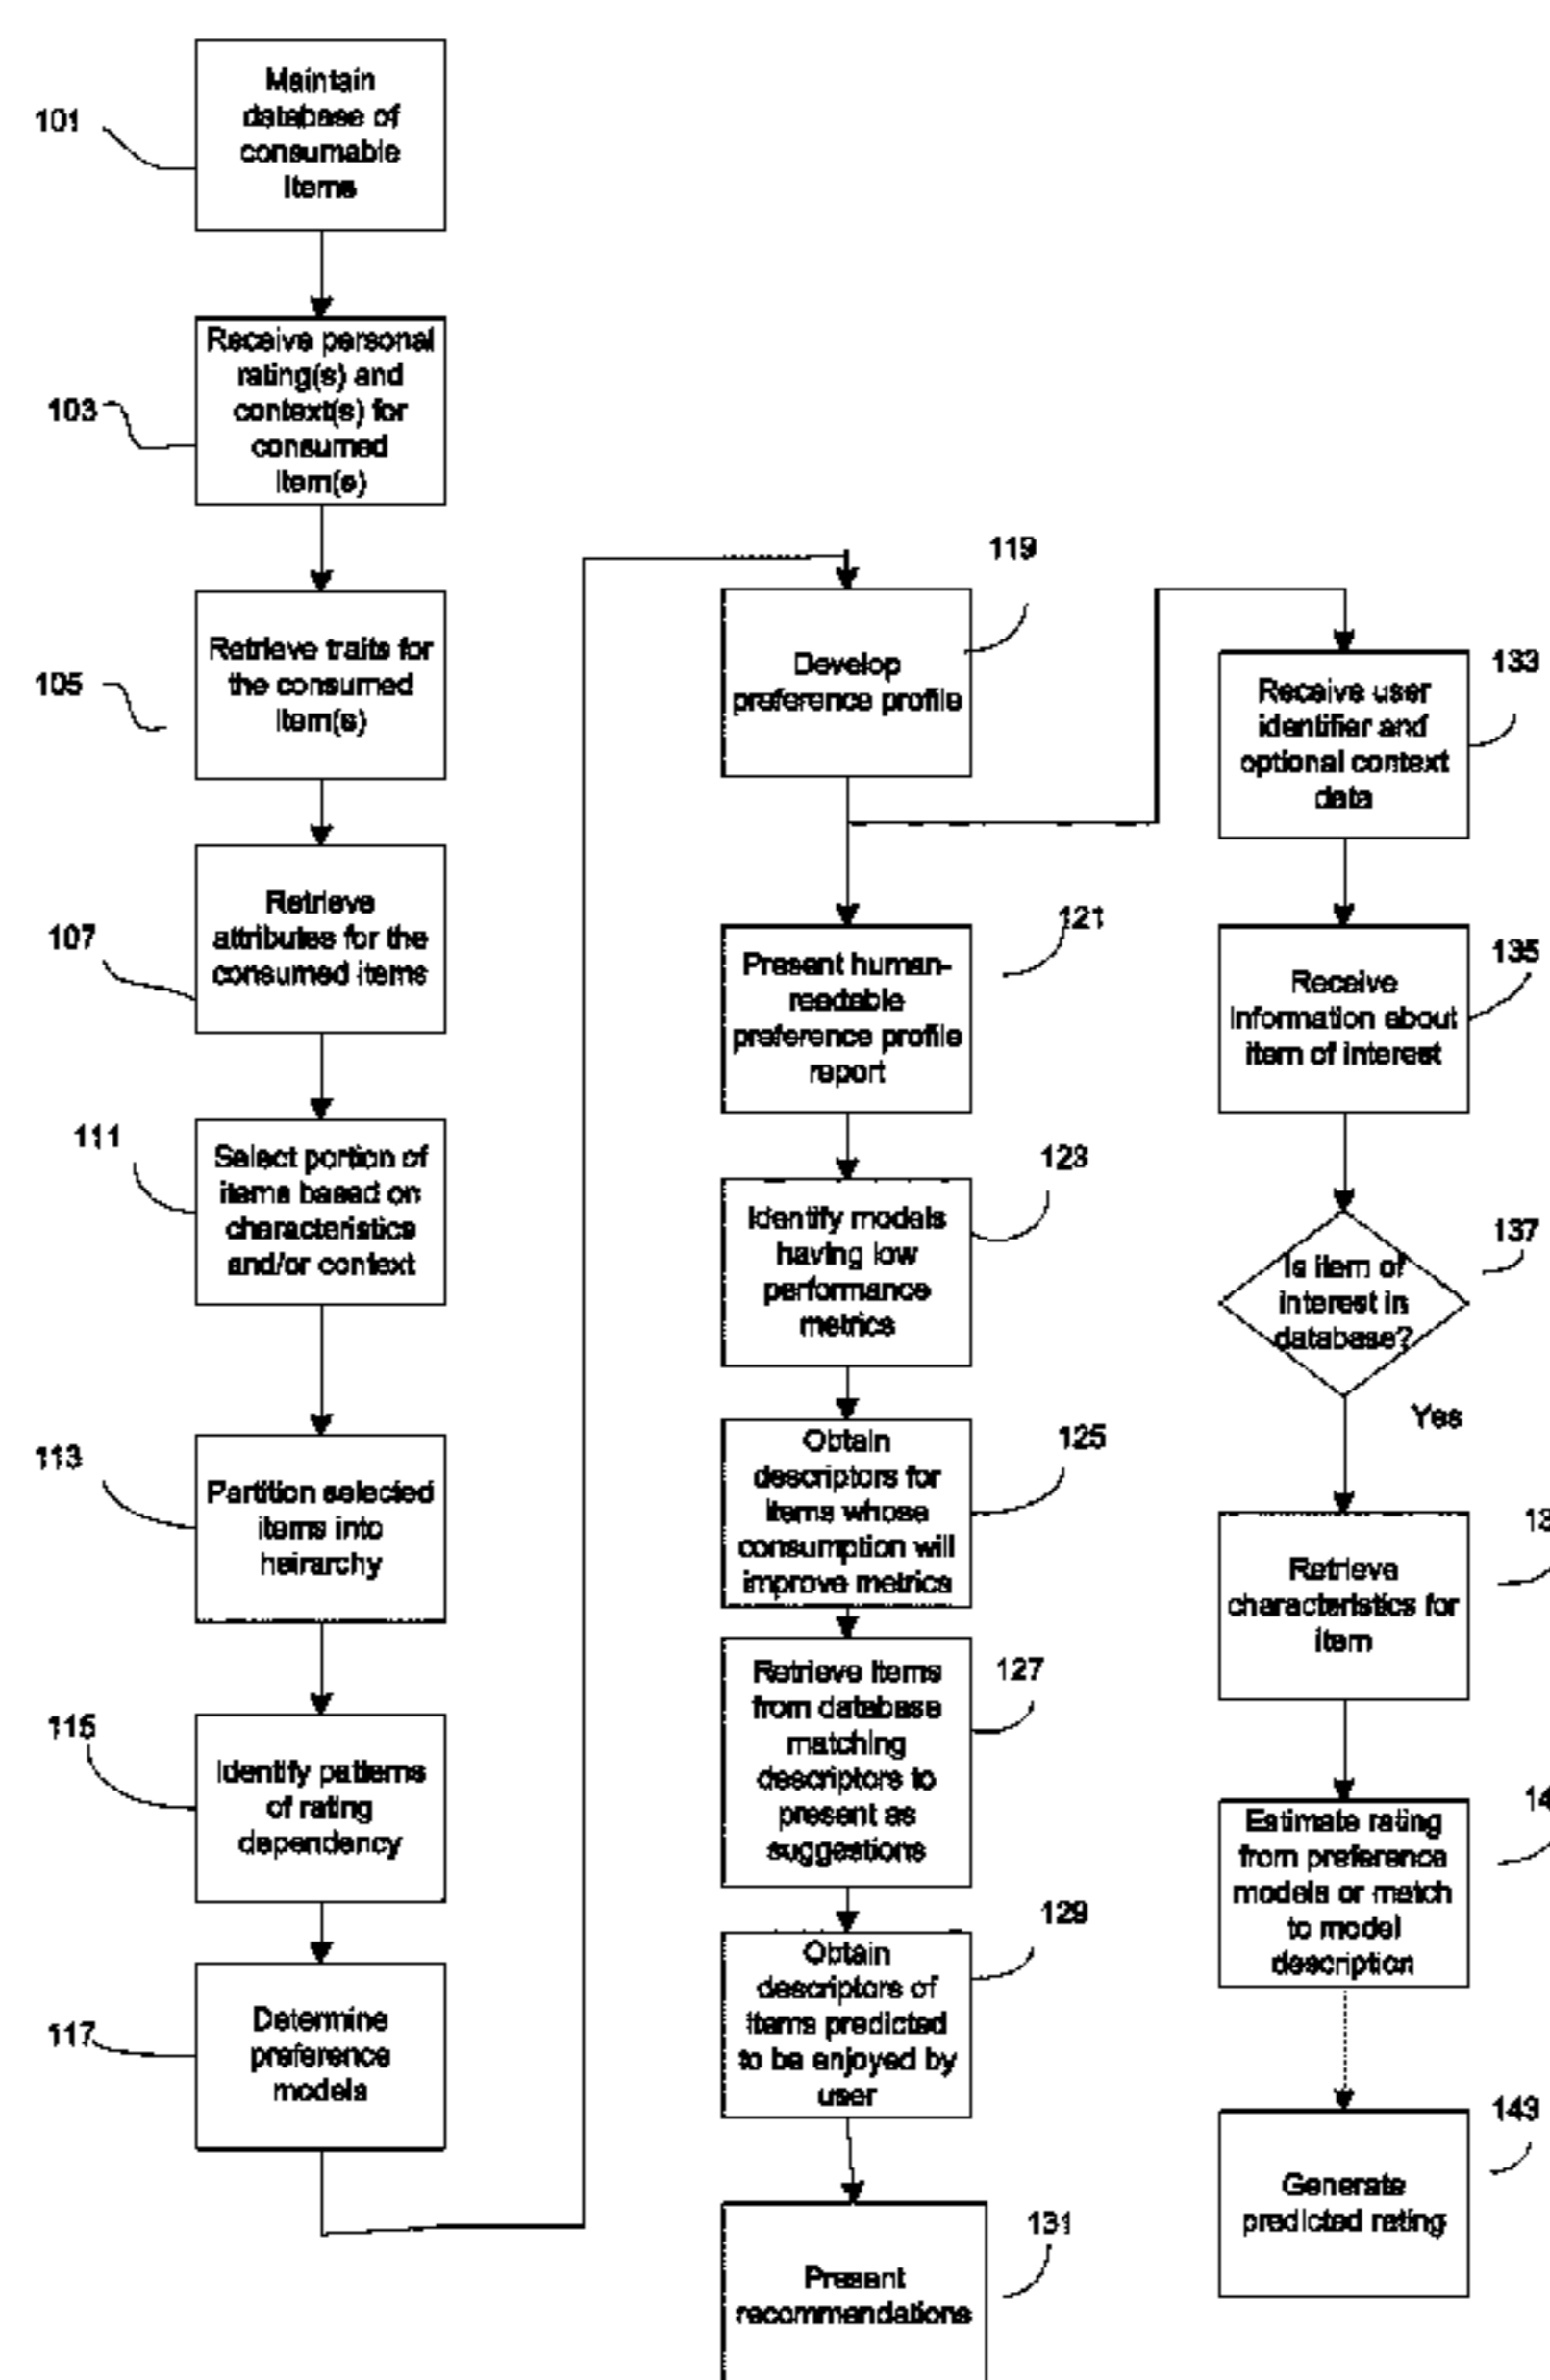 101
Maintain
database of
consumable
items
103
Receive personal
rating(s) and
context(s) for
consumed
item(s)
105
Retrieve traits for
the consumed
item(s)
107
Retrieve
attributes for the
consumed items
111
Select portion of
items based on
characteristics
and/or context
113
Partition selected
items into
heirarchy
115
Identify patterns
of rating
dependency
117
Determine
preference
models
119
Develop
preference profile
121
Present human-
readable
preference profile
report
123
Identify models
having low
performance
metrics
125
Obtain
descriptors for
items whose
consumption will
improve metrics
127
Retrieve items
from database
matching
descriptors to
present as
suggestions
129
Obtain
descriptors of
items predicted
to be enjoyed by
user
131
Present
recommendations
133
Receive user
identifier and
optional context
data
135
Receive
information about
item of interest
137
Is item of
interest in
database?
Yes
Retrieve
characteristics for
item
Estimate rating
from preference
models or match
to model
description
143
Generate
predicted rating